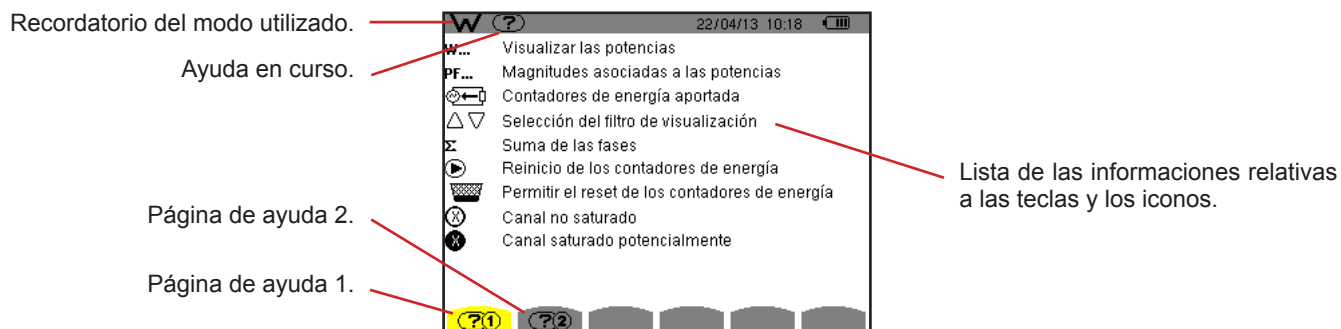 Recordatorio del modo utilizado.
Ayuda en curso.
Página de ayuda 2.
Página de ayuda 1.
W ? 22/04/13 10:18
W... Visualizar las potencias
PF... Magnitudes asociadas a las potencias
Contadores de energía aportada
Selección del filtro de visualización
Σ Suma de las fases
Reinicio de los contadores de energía
Permitir el reset de los contadores de energía
X Canal no saturado
X Canal saturado potencialmente
?1 ?2
Lista de las informaciones relativas
a las teclas y los iconos.